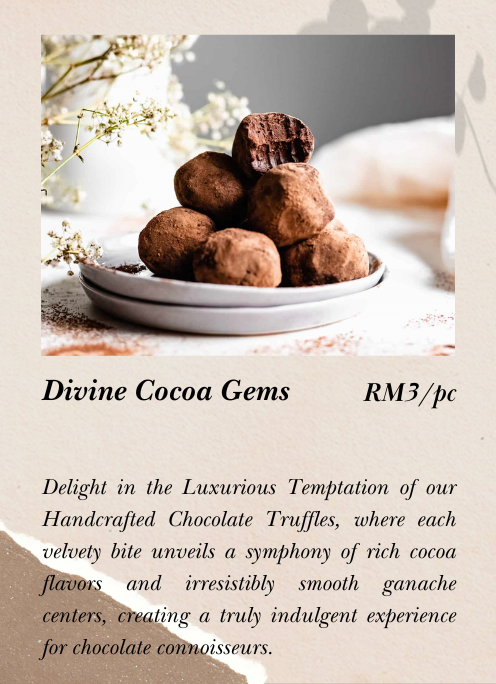 Divine Cocoa Gems RM3/pc
Delight in the Luxurious Temptation of our
Handcrafted Chocolate Truffles, where each
velvety bite unveils a symphony of rich cocoa
flavors and irresistibly smooth ganache
centers, creating a truly indulgent experience
for chocolate connoisseurs.